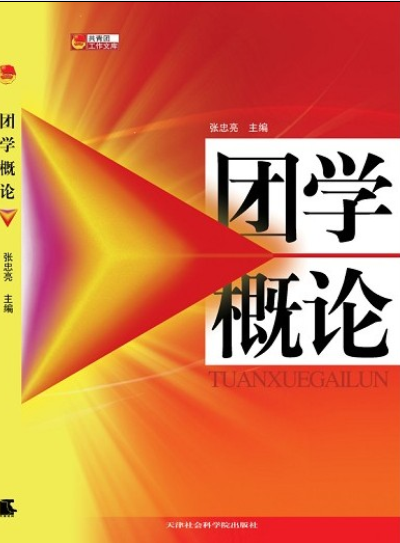 共青团
工作文库
张忠亮 主编
团学
概论
TUANXUEGAILUN
天津社会科学院出版社
团学概论
张忠亮 主编